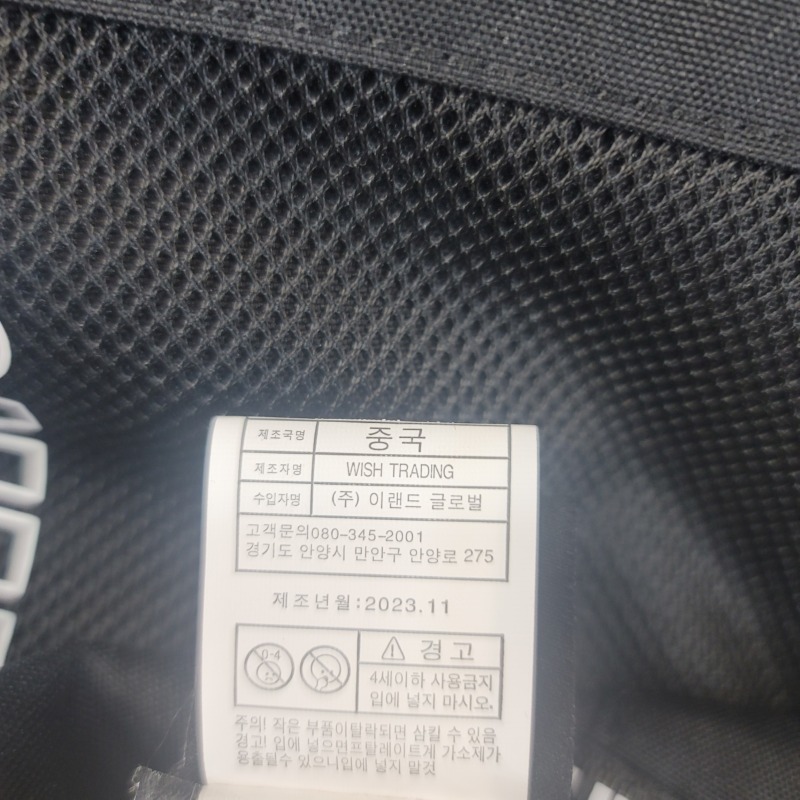 제조국명 중국
제조자명 WISH TRADING
수입자명 (주) 이랜드 글로벌
고객문의080-345-2001
경기도 안양시 만안구 안양로 275
제조년월:2023.11
0-4
경고
4세이하 사용금지
입에 넣지 마시오.
주의! 작은 부품이탈락되면 삼킬 수 있음
경고! 입에 넣으면프탈레이트계 가소제가
용출될수 있으니입에 넣지 말것